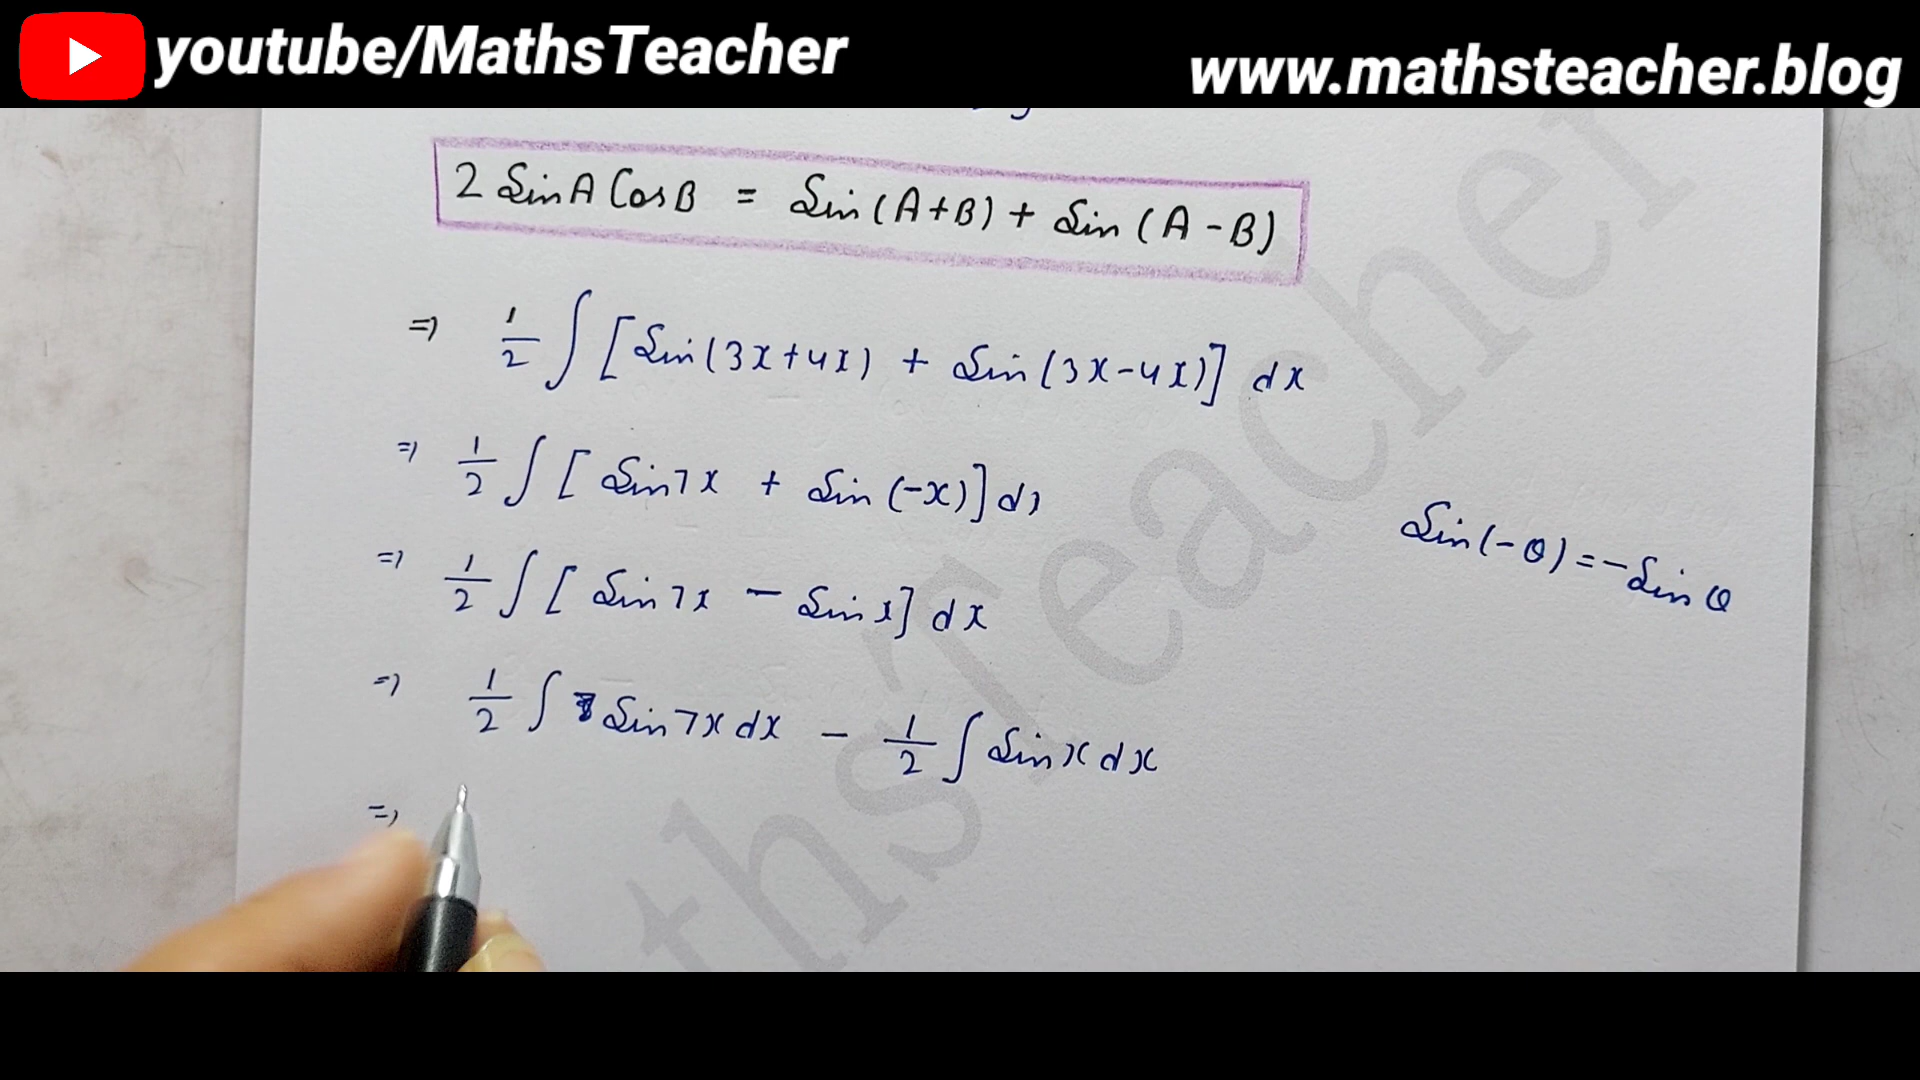 youtube/MathsTeacher
www.mathsteacher.blog
2 Sin A Cos B = Sin (A+B) + Sin (A - B)
⇒ 1/2 ∫ [Sin (3x+4x) + Sin (3x-4x)] dx
⇒ 1/2 ∫ [ Sin 7x + Sin (-x)] dx
Sin (-θ) = - Sin θ
⇒ 1/2 ∫ [ Sin 7x - Sin x] dx
⇒ 1/2 ∫ Sin 7x dx - 1/2 ∫ Sin x dx
⇒
thsTeacher